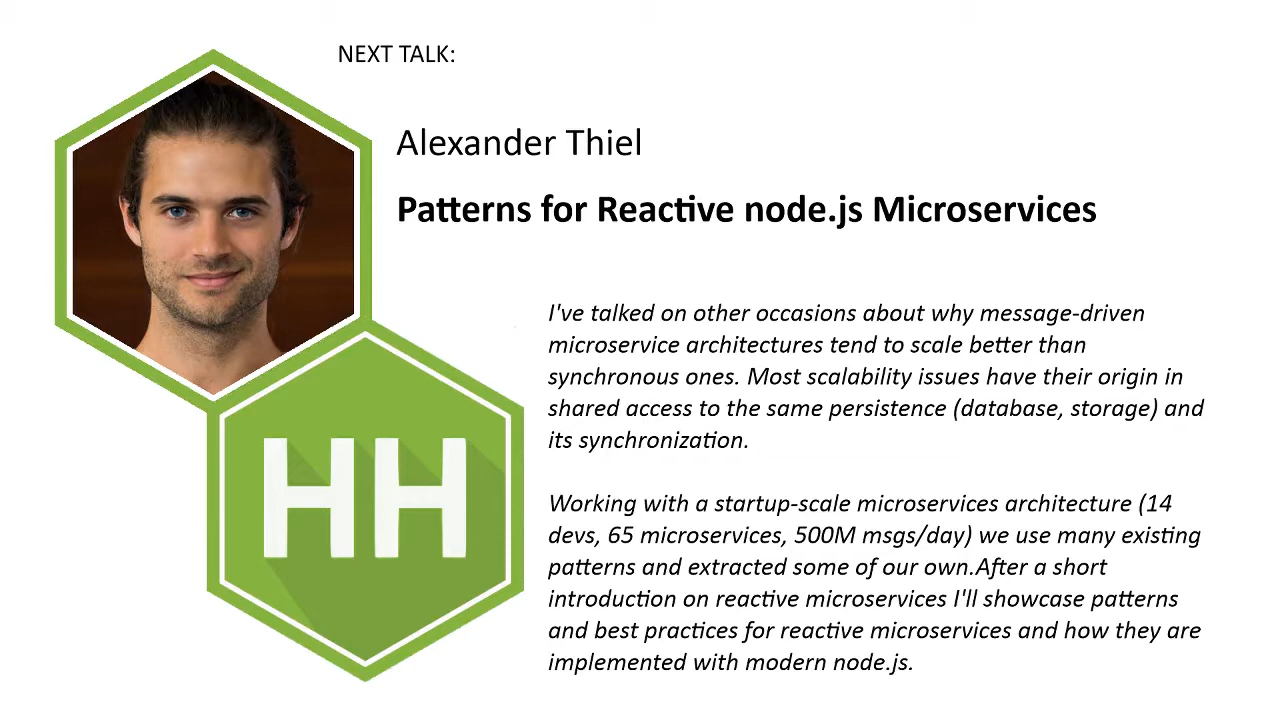 NEXT TALK:
Alexander Thiel
Patterns for Reactive node.js Microservices
I've talked on other occasions about why message-driven
microservice architectures tend to scale better than
synchronous ones. Most scalability issues have their origin in
shared access to the same persistence (database, storage) and
its synchronization.
Working with a startup-scale microservices architecture (14
devs, 65 microservices, 500M msgs/day) we use many existing
patterns and extracted some of our own.After a short
introduction on reactive microservices I'll showcase patterns
and best practices for reactive microservices and how they are
implemented with modern node.js.
HH